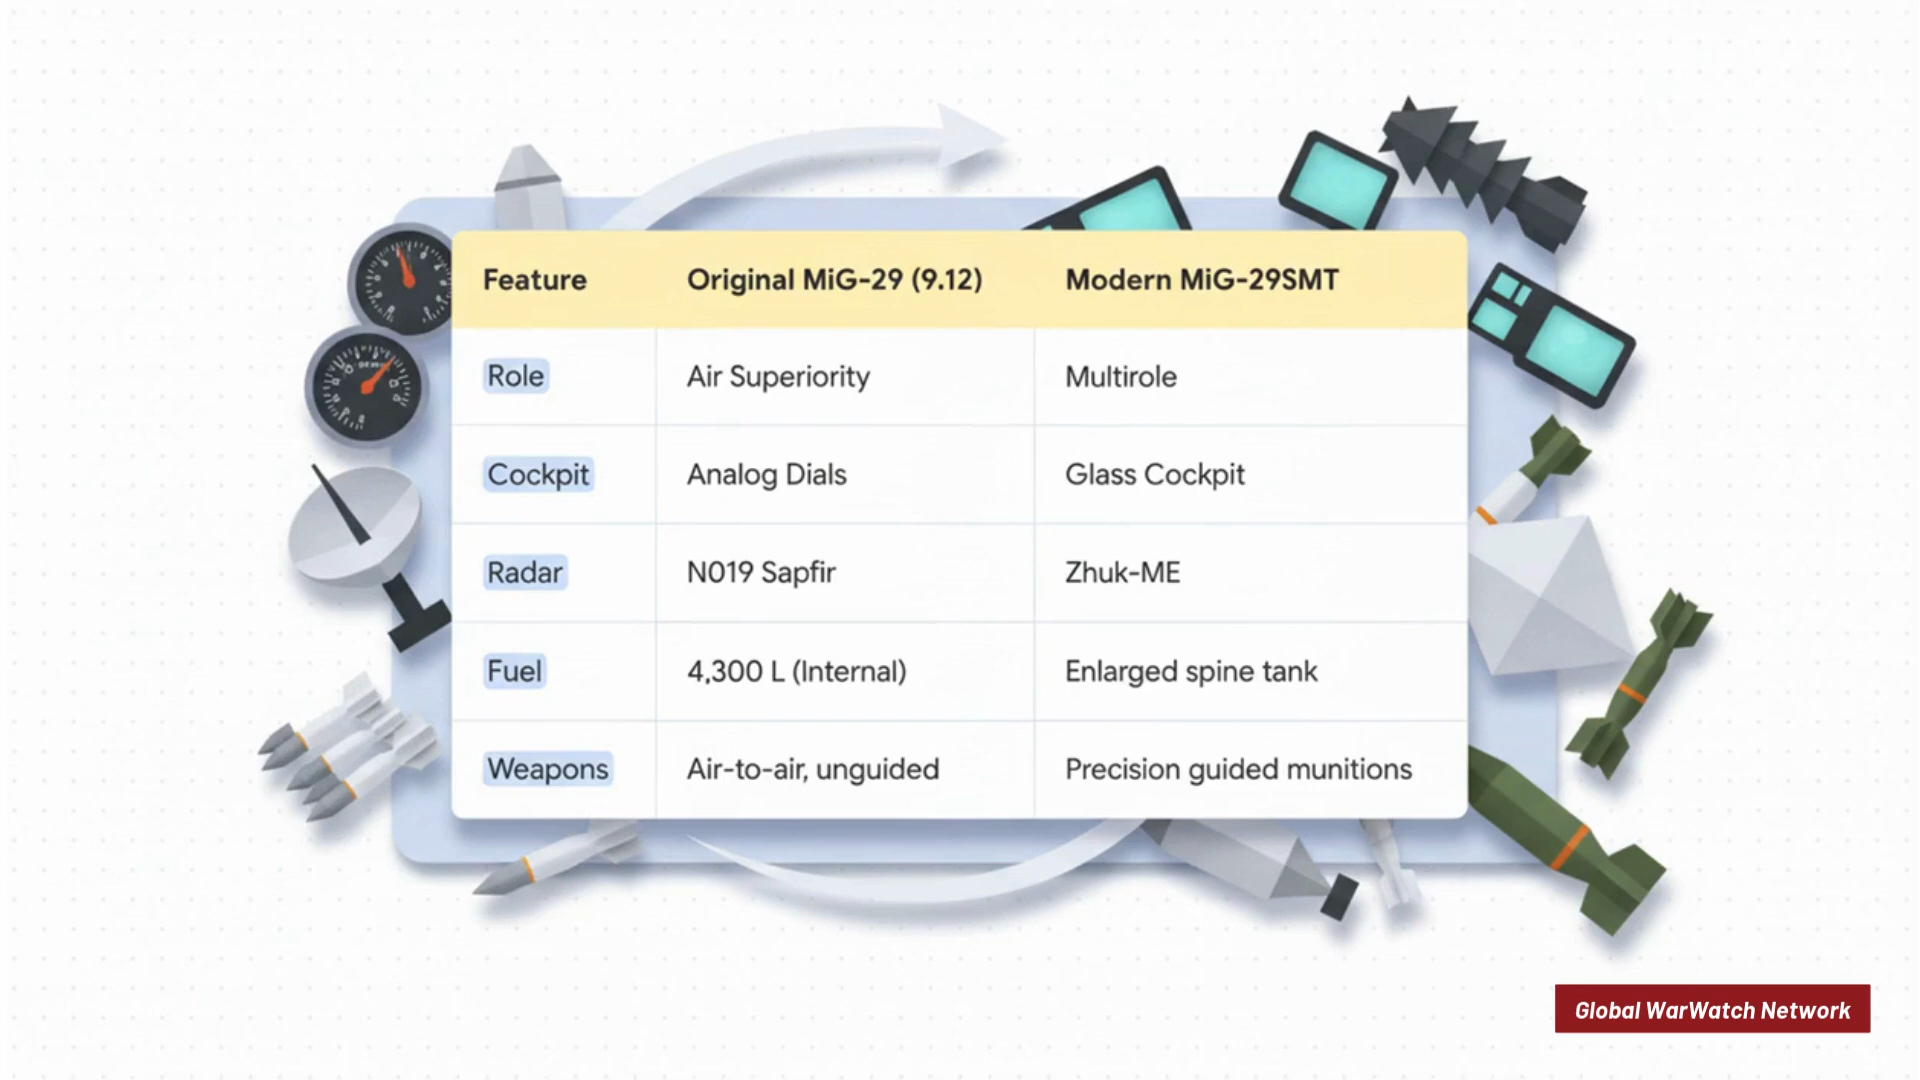 Feature Original MiG-29 (9.12) Modern MiG-29SMT
Role Air Superiority Multirole
Cockpit Analog Dials Glass Cockpit
Radar N019 Sapfir Zhuk-ME
Fuel 4,300 L (Internal) Enlarged spine tank
Weapons Air-to-air, unguided Precision guided munitions
Global WarWatch Network